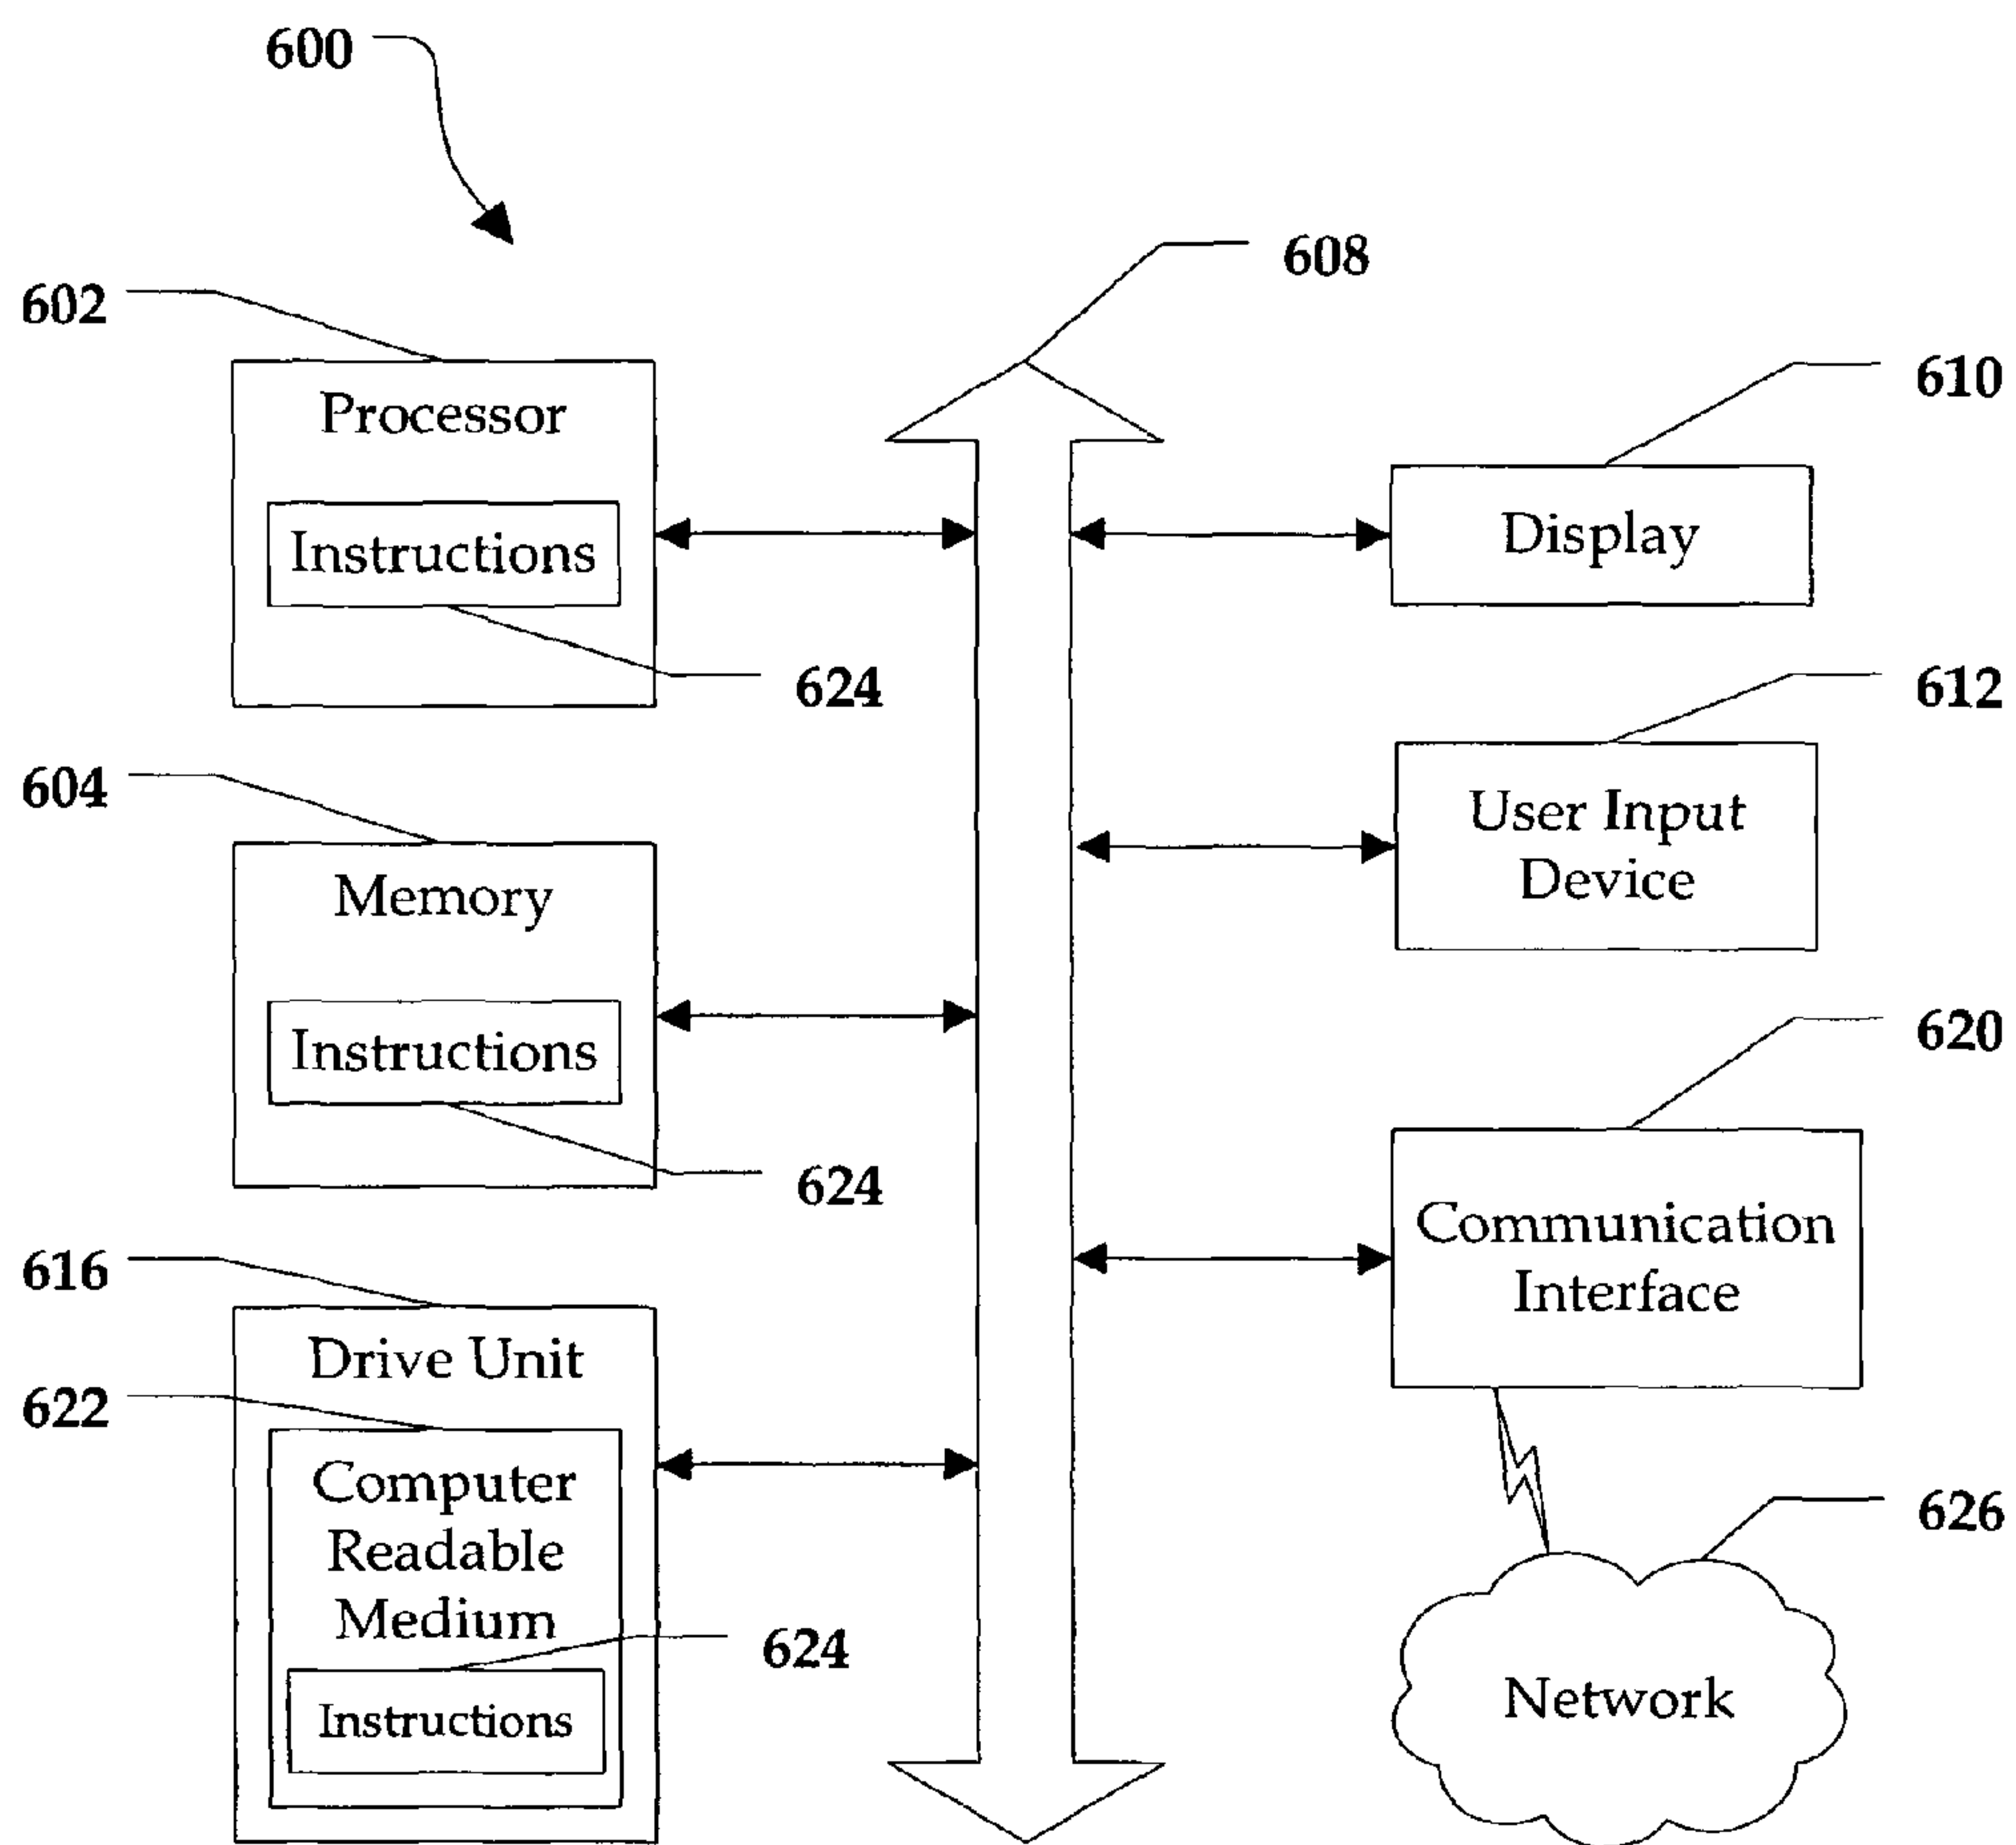 600
608
602
610
Processor
Instructions
Display
624
612
604
User Input
Device
Memory
620
Instructions
624
Communication
Interface
616
Drive Unit
622
Computer
Readable
Medium
626
624
Instructions
Network